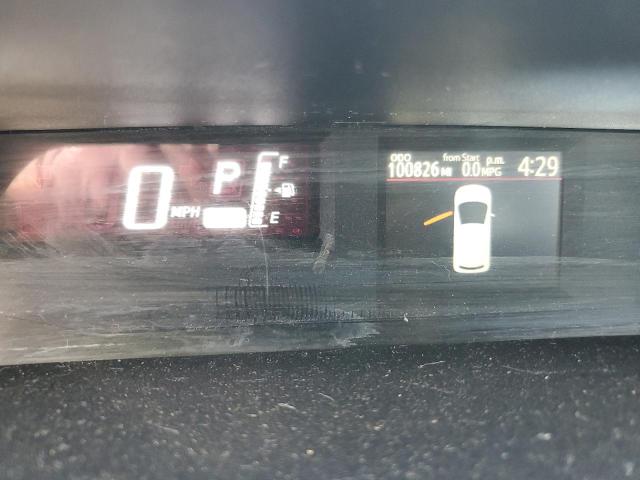 0 MPH
P
F
E
ODO from Start p.m.
100826 MI 0.0 MPG 4:29